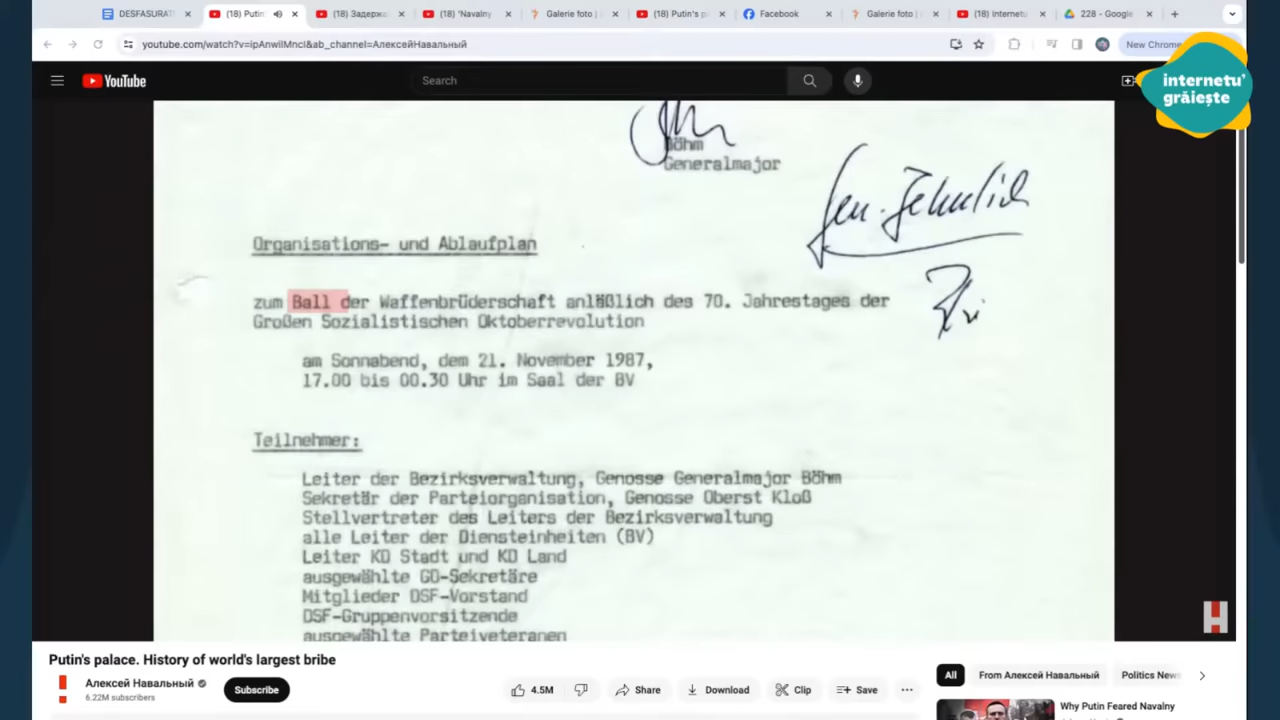 DESFASURAT
(18) Putin'
(18) Задержа
(18) 'Navalny
Galerie foto |
(18) Putin's p
Facebook
Galerie foto |
(18) Internetu
228 - Google
youtube.com/watch?v=ipAnwilMncI&ab_channel=АлексейНавальный
New Chrome
internetu'
grăiește
YouTube
Search
Böhm
Generalmajor
Organisations- und Ablaufplan
zum Ball der Waffenbrüderschaft anläßlich des 70. Jahrestages der
Großen Sozialistischen Oktoberrevolution
am Sonnabend, dem 21. November 1987,
17.00 bis 00.30 Uhr im Saal der BV
Teilnehmer:
Leiter der Bezirksverwaltung, Genosse Generalmajor Böhm
Sekretär der Parteiorganisation, Genosse Oberst Kloß
Stellvertreter des Leiters der Bezirksverwaltung
alle Leiter der Diensteinheiten (BV)
Leiter KD Stadt und KD Land
ausgewählte GO-Sekretäre
Mitglieder DSF-Vorstand
DSF-Gruppenvorsitzende
ausgewählte Parteiveteranen
Putin's palace. History of world's largest bribe
Алексей Навальный
6.22M subscribers
Subscribe
4.5M
Share
Download
Clip
Save
All
From Алексей Навальный
Politics News
Why Putin Feared Navalny